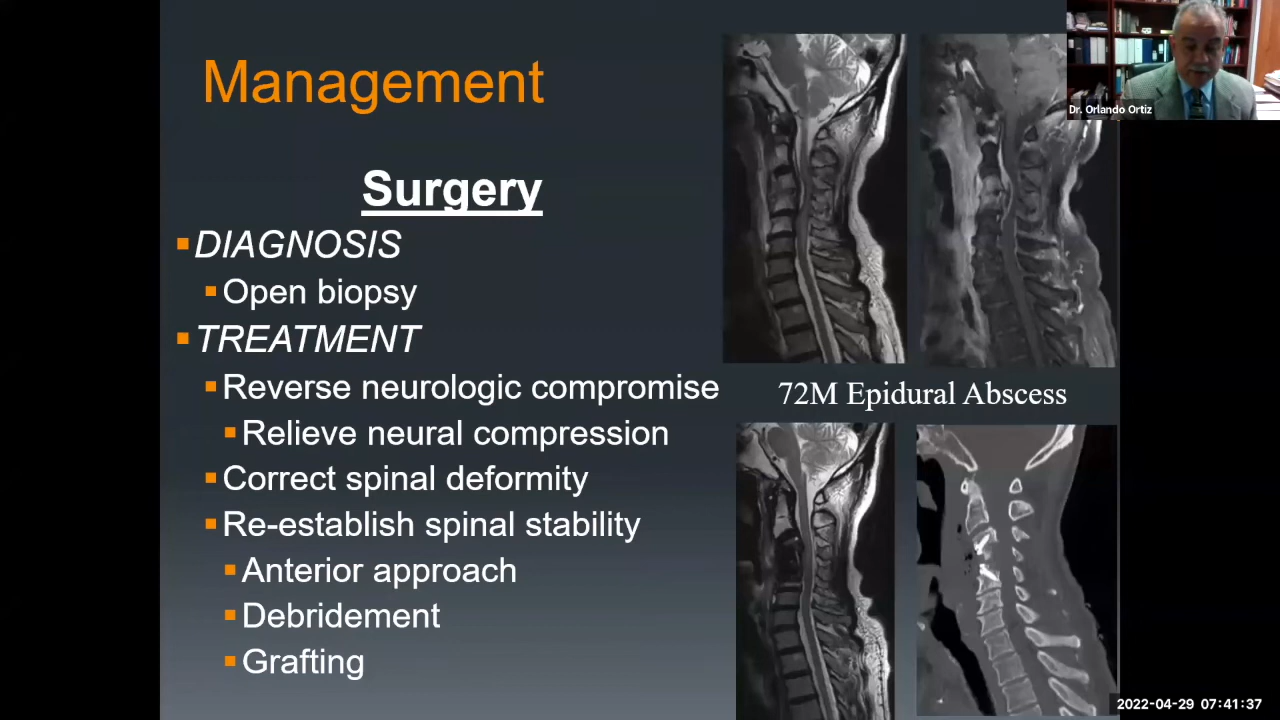 Management
Surgery
DIAGNOSIS
Open biopsy
TREATMENT
Reverse neurologic compromise
Relieve neural compression
Correct spinal deformity
Re-establish spinal stability
Anterior approach
Debridement
Grafting
72M Epidural Abscess
Dr. Orlando Ortiz
2022-04-29 07:41:37